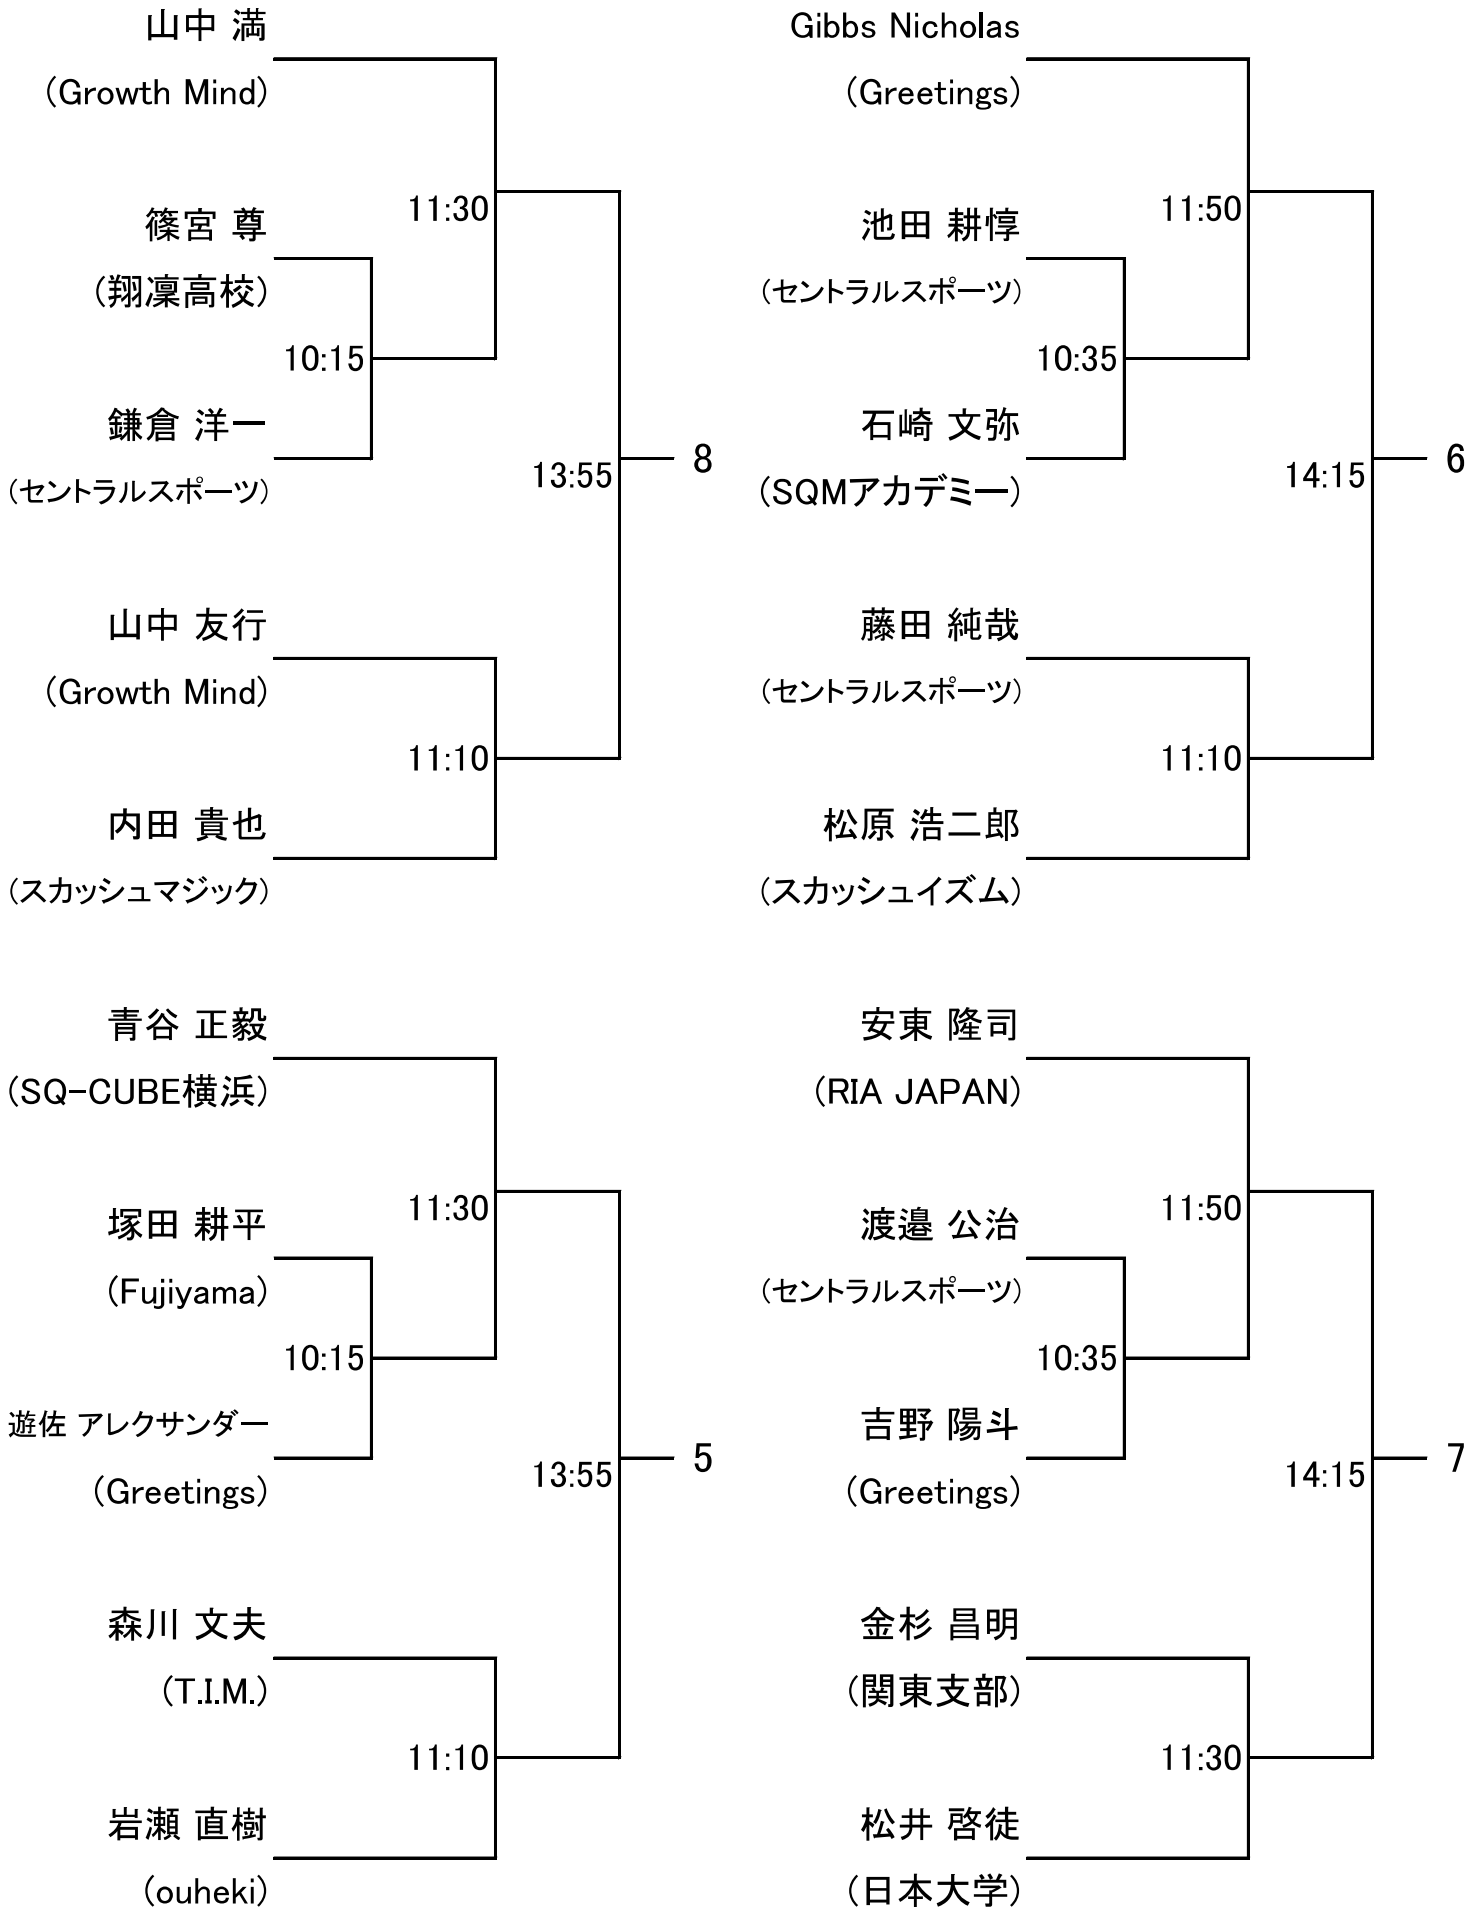 山中 満
(Growth Mind)
11:30
篠宮 尊
(翔凜高校)
10:15
鎌倉 洋一
(セントラルスポーツ)
13:55
8
山中 友行
(Growth Mind)
11:10
内田 貴也
(スカッシュマジック)
Gibbs Nicholas
(Greetings)
11:50
池田 耕惇
(セントラルスポーツ)
10:35
石崎 文弥
(SQMアカデミー)
14:15
6
藤田 純哉
(セントラルスポーツ)
11:10
松原 浩二郎
(スカッシュイズム)
青谷 正毅
(SQ-CUBE横浜)
11:30
塚田 耕平
(Fujiyama)
10:15
遊佐 アレクサンダー
(Greetings)
13:55
5
森川 文夫
(T.I.M.)
11:10
岩瀬 直樹
(ouheki)
安東 隆司
(RIA JAPAN)
11:50
渡邉 公治
(セントラルスポーツ)
10:35
吉野 陽斗
(Greetings)
14:15
7
金杉 昌明
(関東支部)
11:30
松井 啓徒
(日本大学)